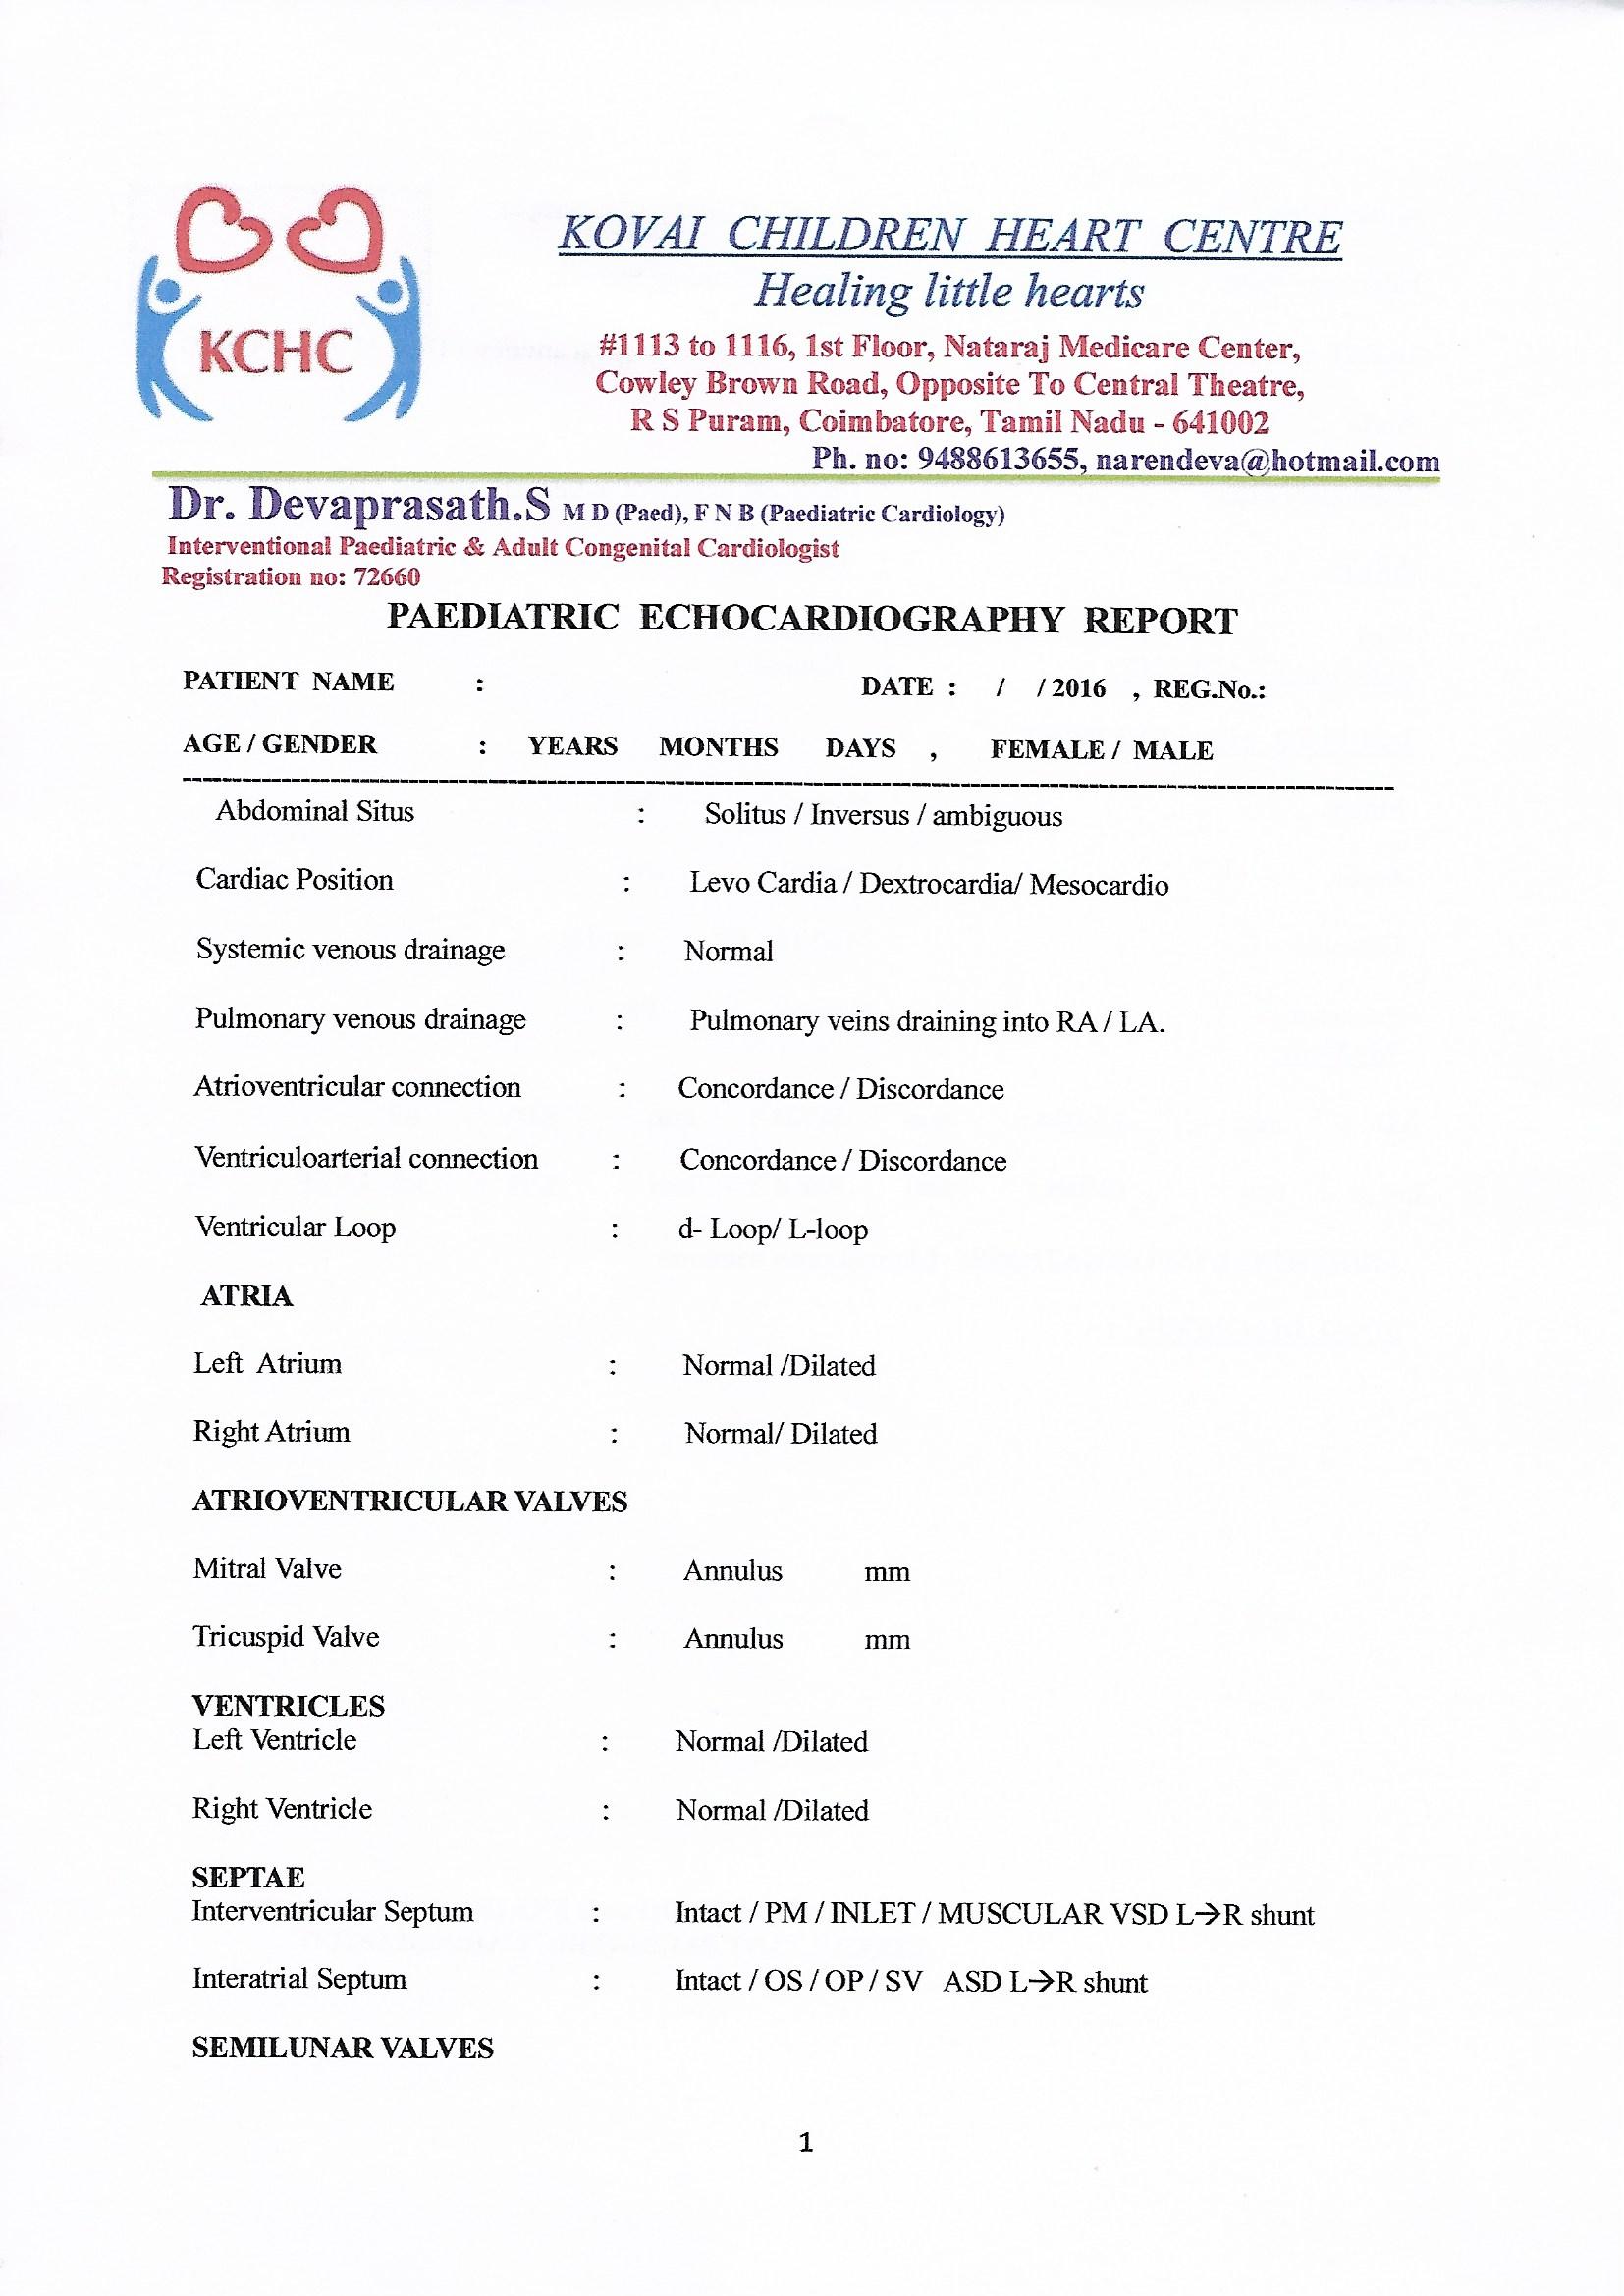 KCHC
KOVAI CHILDREN HEART CENTRE
Healing little hearts
#1113 to 1116, 1st Floor, Nataraj Medicare Center,
Cowley Brown Road, Opposite To Central Theatre,
R S Puram, Coimbatore, Tamil Nadu - 641002
Ph. no: 9488613655, narendeva@hotmail.com
Dr. Devaprasath.S M D (Paed), F N B (Paediatric Cardiology)
Interventional Paediatric & Adult Congenital Cardiologist
Registration no: 72660
PAEDIATRIC ECHOCARDIOGRAPHY REPORT
PATIENT NAME : DATE : / / 2016 , REG.No.:
AGE / GENDER : YEARS MONTHS DAYS , FEMALE / MALE
Abdominal Situs : Solitus / Inversus / ambiguous
Cardiac Position : Levo Cardia / Dextrocardia/ Mesocardio
Systemic venous drainage : Normal
Pulmonary venous drainage : Pulmonary veins draining into RA / LA.
Atrioventricular connection : Concordance / Discordance
Ventriculoarterial connection : Concordance / Discordance
Ventricular Loop : d- Loop/ L-loop
ATRIA
Left Atrium : Normal /Dilated
Right Atrium : Normal/ Dilated
ATRIOVENTRICULAR VALVES
Mitral Valve : Annulus mm
Tricuspid Valve : Annulus mm
VENTRICLES
Left Ventricle : Normal /Dilated
Right Ventricle : Normal /Dilated
SEPTAE
Interventricular Septum : Intact / PM / INLET / MUSCULAR VSD L→R shunt
Interatrial Septum : Intact / OS / OP / SV ASD L→R shunt
SEMILUNAR VALVES
1